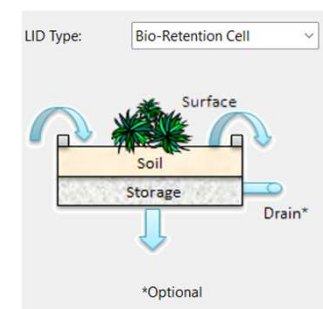 LID Type:
Bio-Retention Cell
Surface
Soil
Storage
Drain*
*Optional